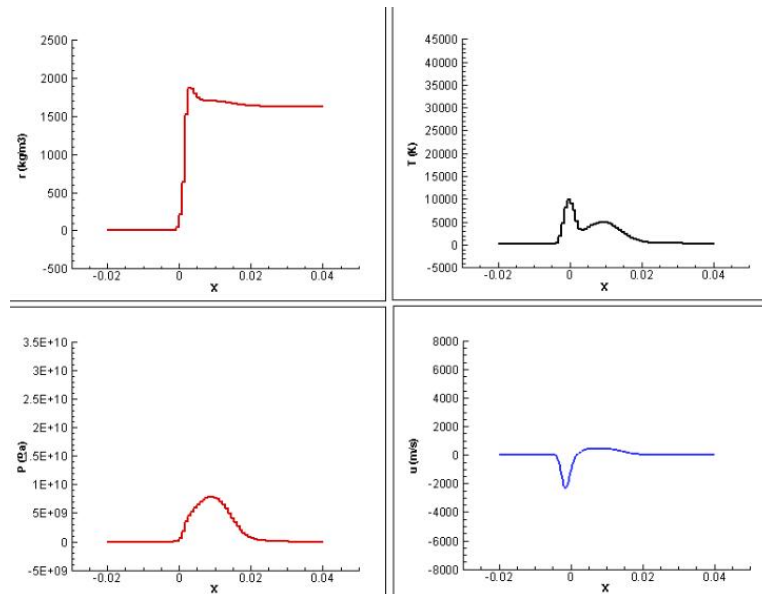 2500
2000
1500
1000
500
0
-500
r (kg/m3)
-0.02 0 0.02 0.04
X
45000
40000
35000
30000
25000
20000
15000
10000
5000
0
-5000
T (K)
-0.02 0 0.02 0.04
X
3.5E+10
3E+10
2.5E+10
2E+10
1.5E+10
1E+10
5E+09
0
-5E+09
P (Pa)
-0.02 0 0.02 0.04
X
8000
6000
4000
2000
0
-2000
-4000
-6000
-8000
u (m/s)
-0.02 0 0.02 0.04
X